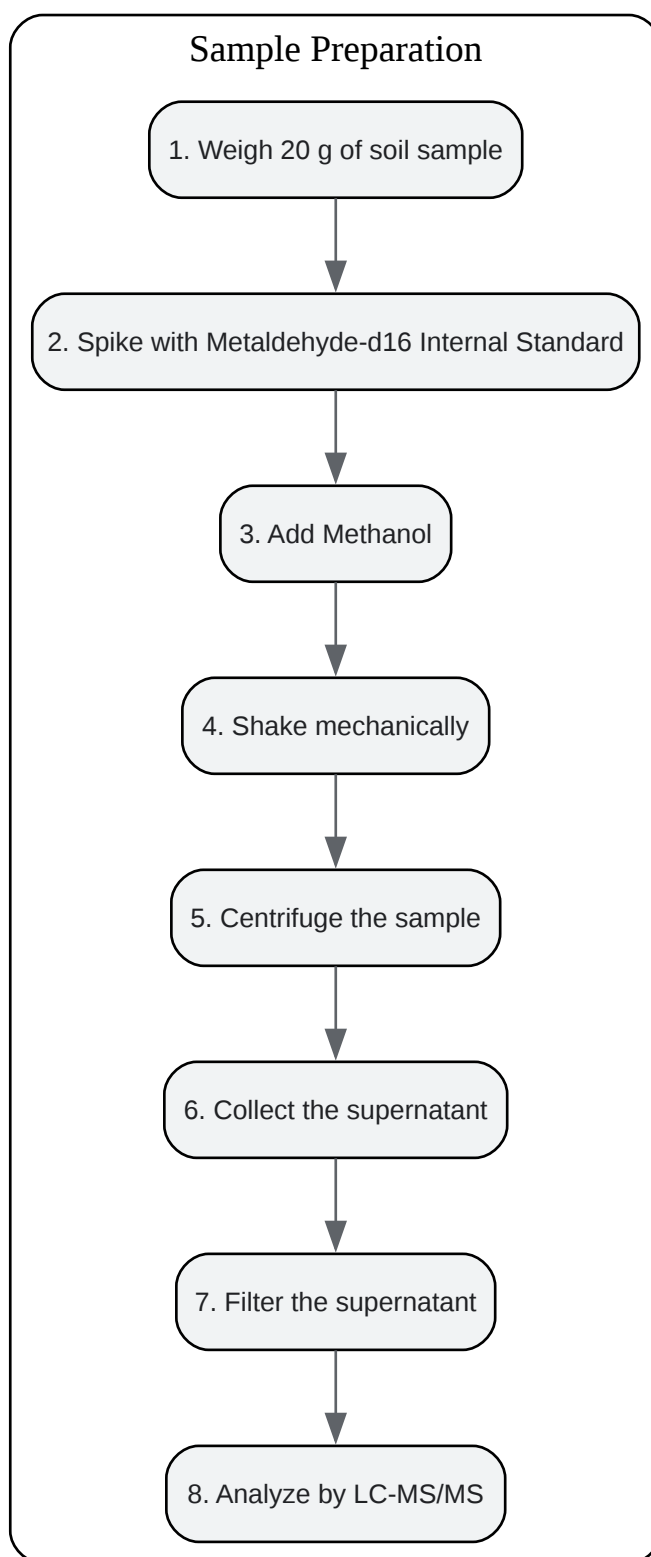 Sample Preparation
1. Weigh 20 g of soil sample
2. Spike with Metaldehyde-d16 Internal Standard
3. Add Methanol
4. Shake mechanically
5. Centrifuge the sample
6. Collect the supernatant
7. Filter the supernatant
8. Analyze by LC-MS/MS